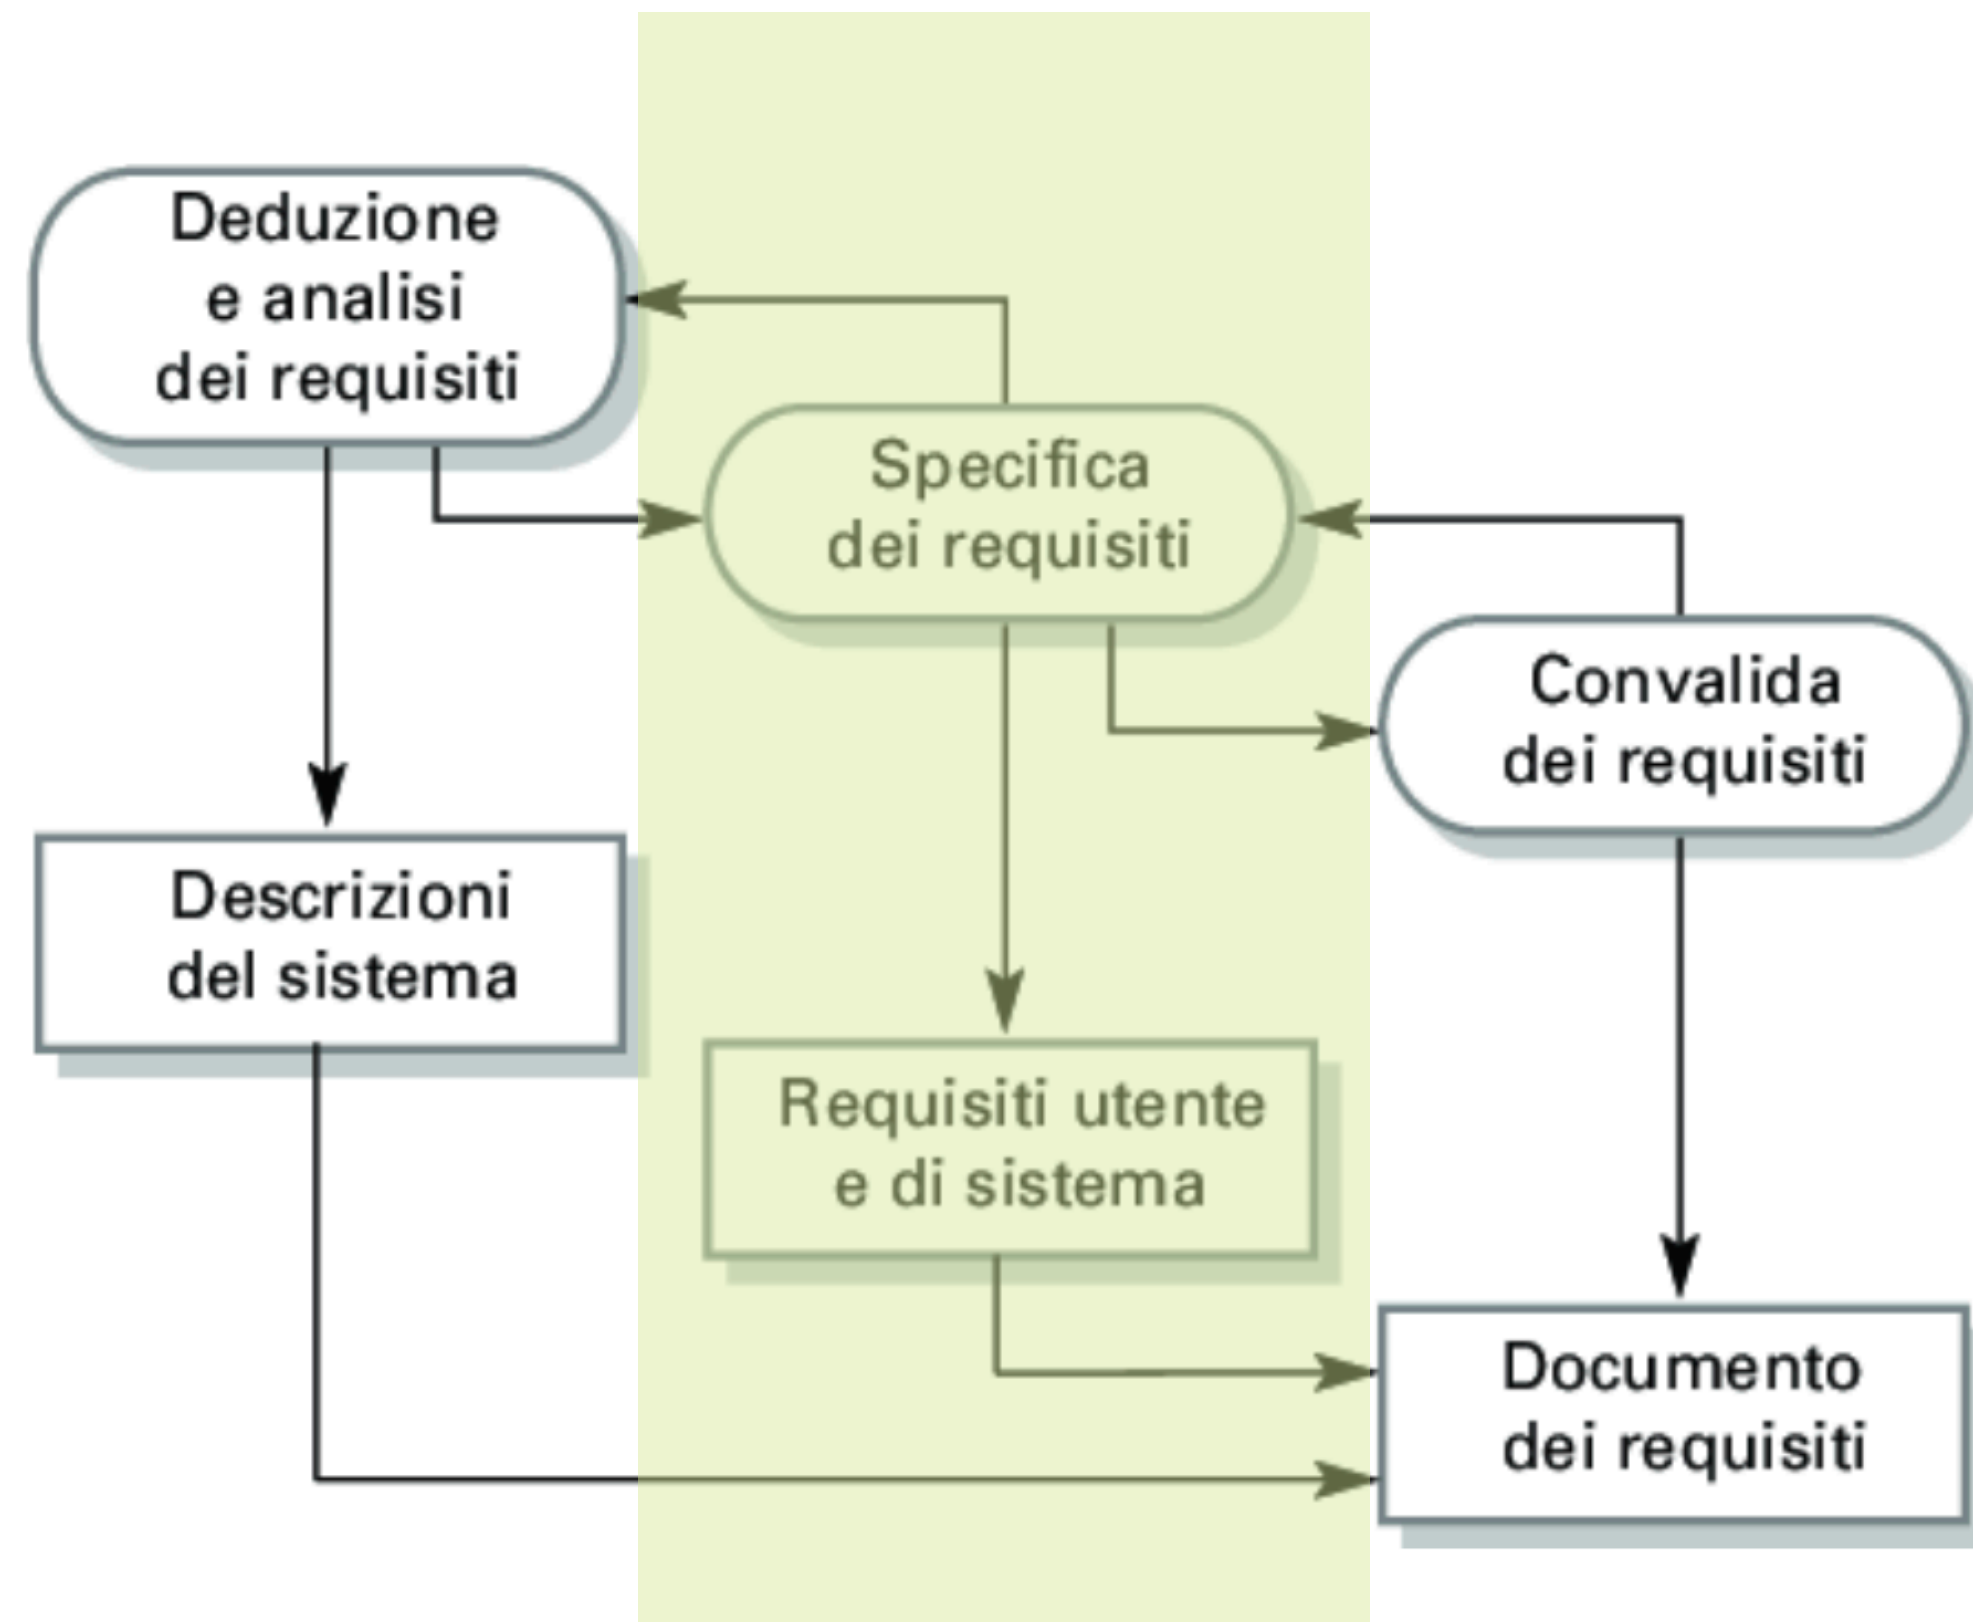 Deduzione
e analisi
dei requisiti
Specifica
dei requisiti
Convalida
dei requisiti
Descrizioni
del sistema
Requisiti utente
e di sistema
Documento
dei requisiti